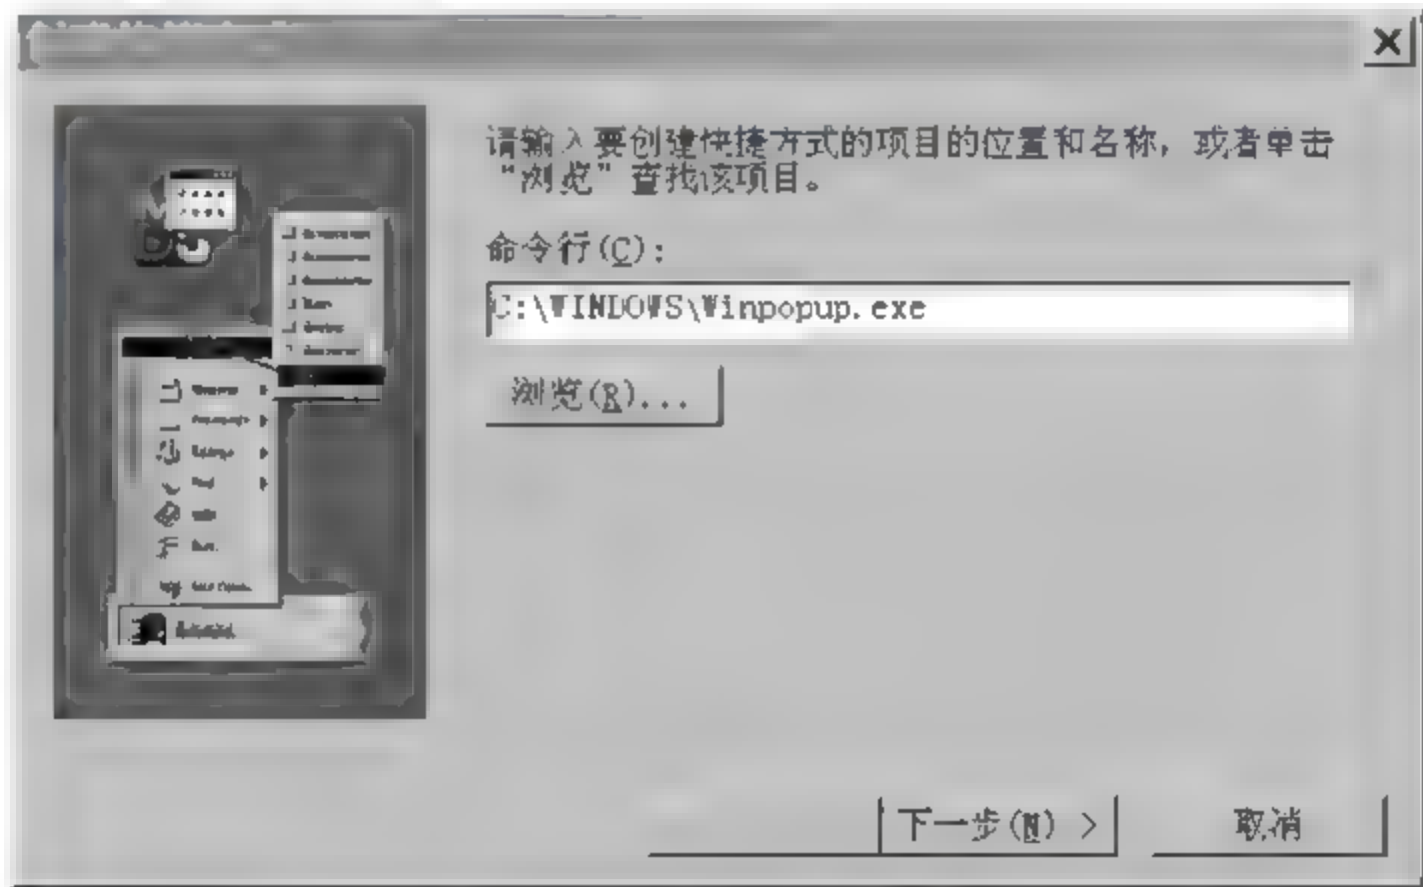 请输入要创建快捷方式的项目的位置和名称，或者单击
“浏览”查找该项目。
命令行(C):
C:\WINDOWS\Winpopup.exe
浏览(R)...
下一步(N) >
取消